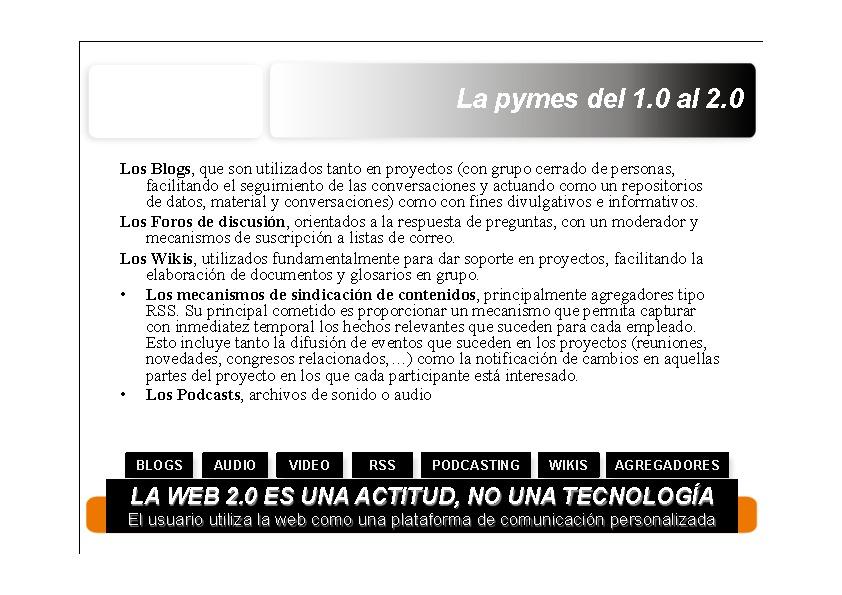 La pymes del 1.0 al 2.0
Los Blogs, que son utilizados tanto en proyectos (con grupo cerrado de personas,
facilitando el seguimiento de las conversaciones y actuando como un repositorios
de datos, material y conversaciones) como con fines divulgativos e informativos.
Los Foros de discusión, orientados a la respuesta de preguntas, con un moderador y
mecanismos de suscripción a listas de correo.
Los Wikis, utilizados fundamentalmente para dar soporte en proyectos, facilitando la
elaboración de documentos y glosarios en grupo.
• Los mecanismos de sindicación de contenidos, principalmente agregadores tipo
RSS. Su principal cometido es proporcionar un mecanismo que permita capturar
con inmediatez temporal los hechos relevantes que suceden para cada empleado.
Esto incluye tanto la difusión de eventos que suceden en los proyectos (reuniones,
novedades, congresos relacionados,…) como la notificación de cambios en aquellas
partes del proyecto en los que cada participante está interesado.
• Los Podcasts, archivos de sonido o audio
BLOGS AUDIO VIDEO RSS PODCASTING WIKIS AGREGADORES
LA WEB 2.0 ES UNA ACTITUD, NO UNA TECNOLOGÍA
El usuario utiliza la web como una plataforma de comunicación personalizada